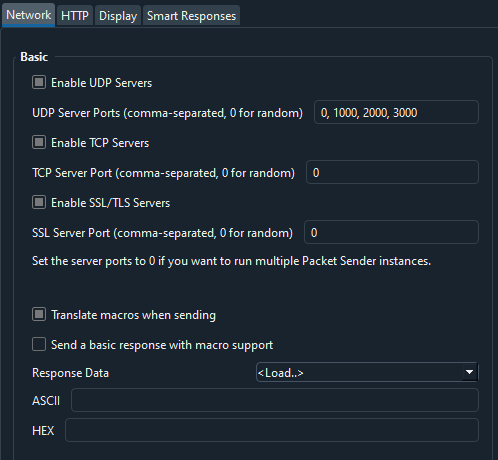 Network HTTP Display Smart Responses
Basic
Enable UDP Servers
UDP Server Ports (comma-separated, 0 for random) 0, 1000, 2000, 3000
Enable TCP Servers
TCP Server Port (comma-separated, 0 for random) 0
Enable SSL/TLS Servers
SSL Server Port (comma-separated, 0 for random) 0
Set the server ports to 0 if you want to run multiple Packet Sender instances.
Translate macros when sending
Send a basic response with macro support
Response Data <Load..>
ASCII
HEX